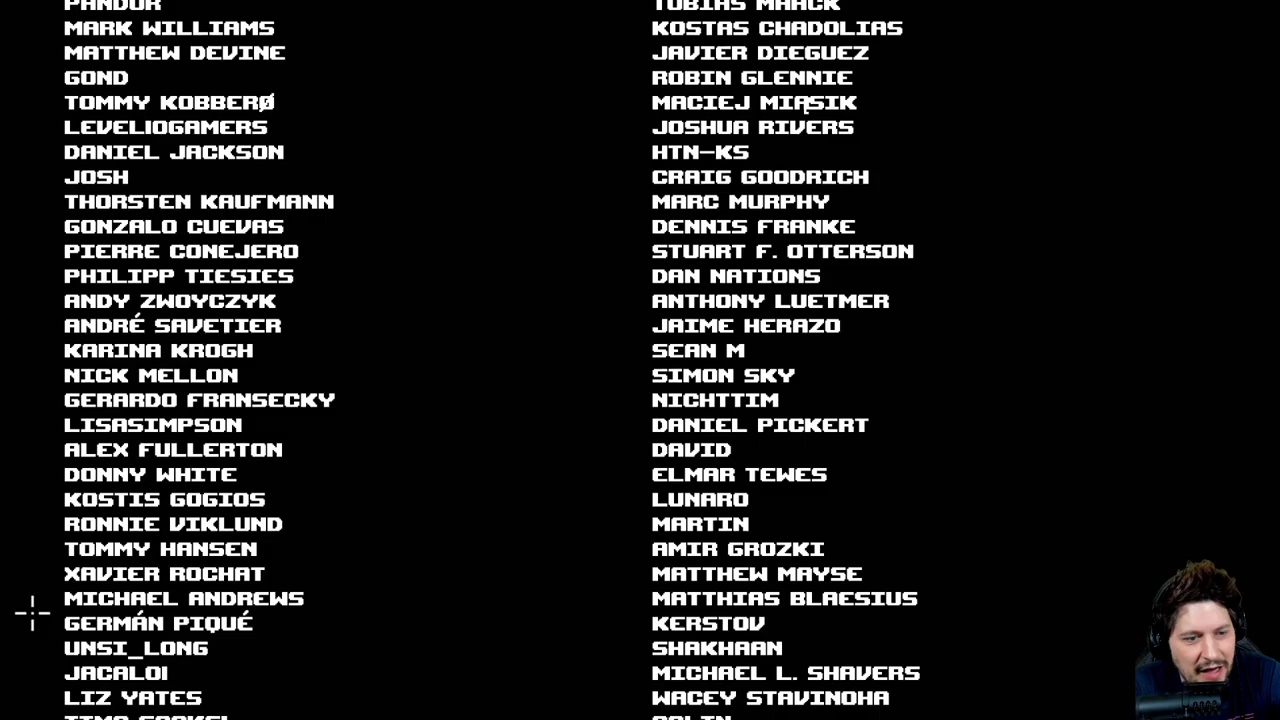 PANDOR
MARK WILLIAMS
MATTHEW DEVINE
GOND
TOMMY KOBBERØ
LEVEL10GAMERS
DANIEL JACKSON
JOSH
THORSTEN KAUFMANN
GONZALO CUEVAS
PIERRE CONEJERO
PHILIPP TIESIES
ANDY ZWOYCZYK
ANDRÉ SAVETIER
KARINA KROGH
NICK MELLON
GERARDO FRANSECKY
LISASIMPSON
ALEX FULLERTON
DONNY WHITE
KOSTIS GOGIOS
RONNIE VIKLUND
TOMMY HANSEN
XAVIER ROCHAT
MICHAEL ANDREWS
GERMÁN PIQUÉ
UNSI_LONG
JACALOI
LIZ YATES
TOBIAS MAACK
KOSTAS CHADOLIAS
JAVIER DIEGUEZ
ROBIN GLENNIE
MACIEJ MIĄSIK
JOSHUA RIVERS
HTN-KS
CRAIG GOODRICH
MARC MURPHY
DENNIS FRANKE
STUART F. OTTERSON
DAN NATIONS
ANTHONY LUETMER
JAIME HERAZO
SEAN M
SIMON SKY
NICHTTIM
DANIEL PICKERT
DAVID
ELMAR TEWES
LUNARO
MARTIN
AMIR GROZKI
MATTHEW MAYSE
MATTHIAS BLAESIUS
KERSTOV
SHAKHAAN
MICHAEL L. SHAVERS
WACEY STAVINOHA